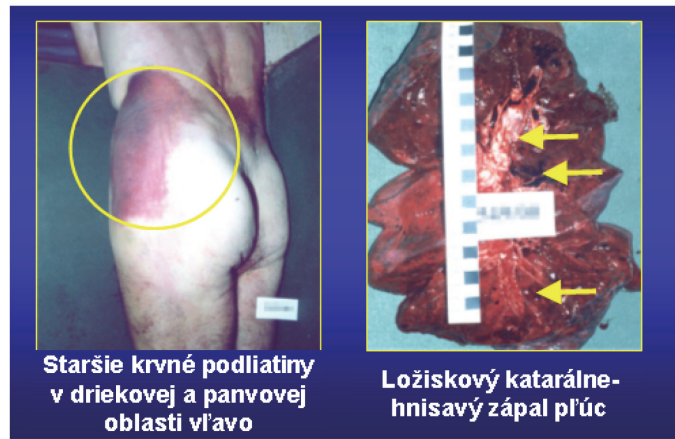 Staršie krvné podliatiny
v driekovej a panvovej
oblasti vľavo
Ložiskový katarálne-
hnisavý zápal pľúc